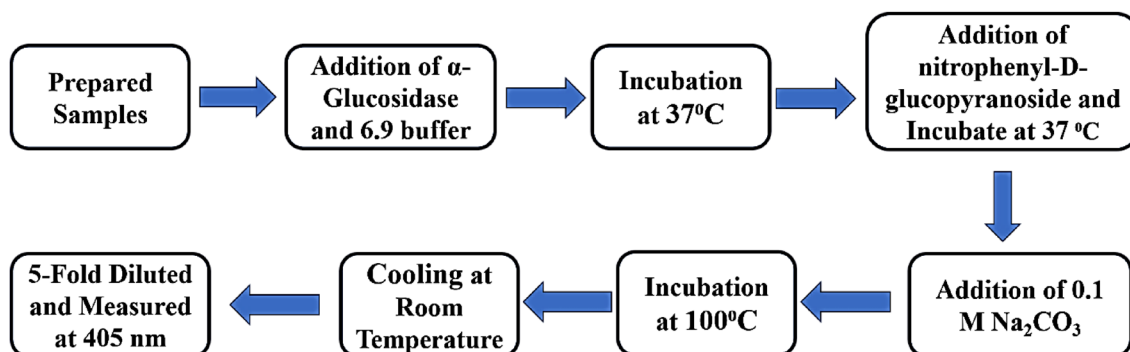 Prepared
Samples
Addition of α-
Glucosidase
and 6.9 buffer
Incubation
at 37⁰C
Addition of
nitrophenyl-D-
glucopyranoside and
Incubate at 37 ⁰C
Addition of 0.1
M Na₂CO₃
Incubation
at 100⁰C
Cooling at
Room
Temperature
5-Fold Diluted
and Measured
at 405 nm